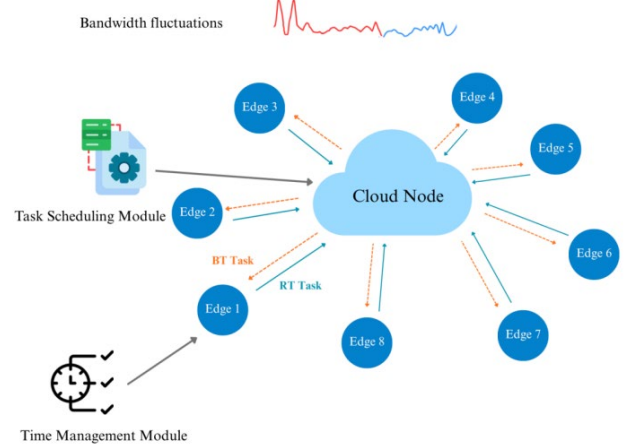 Bandwidth fluctuations
Edge 3
Edge 4
Edge 5
Task Scheduling Module
Edge 2
Cloud Node
Edge 6
BT Task
RT Task
Edge 1
Edge 8
Edge 7
Time Management Module